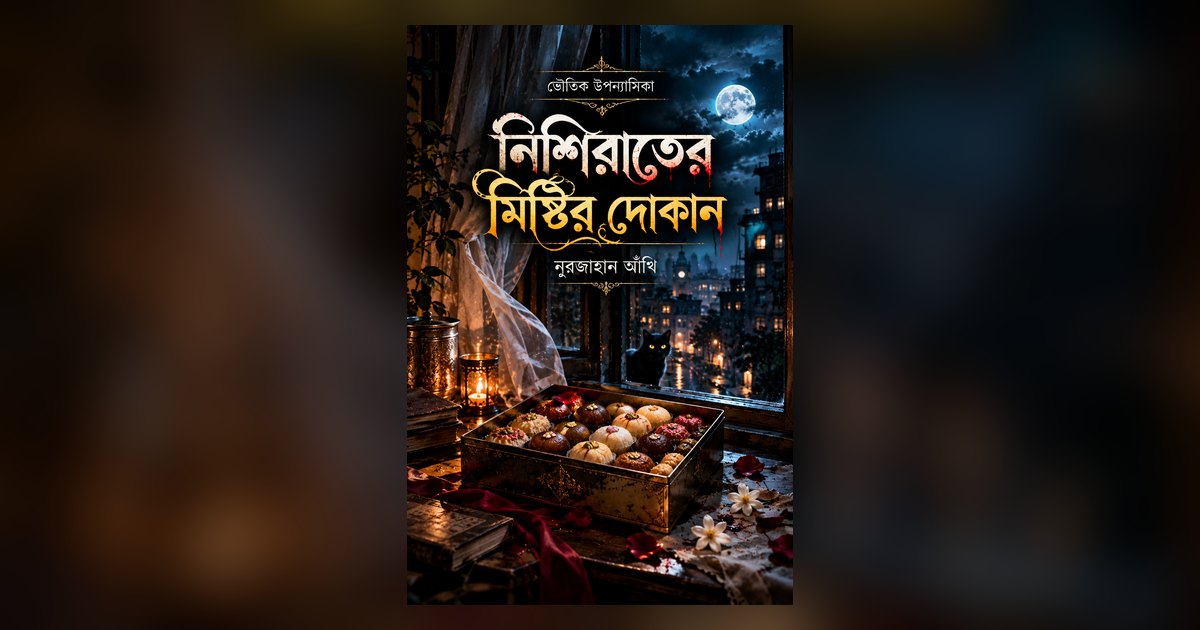 ভৌতিক উপন্যাসিকা
নিশিরাতের
মিষ্টির দোকান
নুরজাহান আঁখি